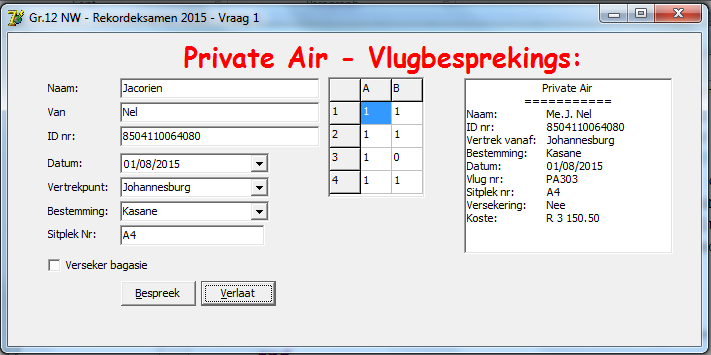 Gr.12 NW - Rekordeksamen 2015 - Vraag 1
Private Air - Vlugbesprekings:
Naam: Jacorien
Van Nel
ID nr: 8504110064080
Datum: 01/08/2015
Vertrekpunt: Johannesburg
Bestemming: Kasane
Sitplek Nr: A4
Verseker bagasie
Bespreek Verlaat
A B
1 1 1
2 1 1
3 1 0
4 1 1
Private Air
===========
Naam: Me.J. Nel
ID nr: 8504110064080
Vertrek vanaf: Johannesburg
Bestemming: Kasane
Datum: 01/08/2015
Vlug nr: PA303
Sitplek nr: A4
Versekering: Nee
Koste: R 3 150.50